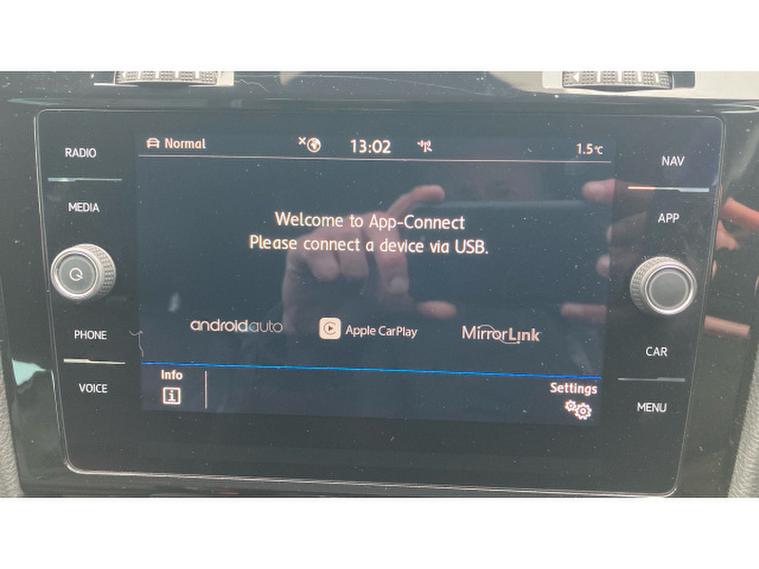 RADIO
MEDIA
PHONE
VOICE
Normal
13:02
1.5°C
Welcome to App-Connect
Please connect a device via USB.
androidauto
Apple CarPlay
MirrorLink
Info
i
Settings
NAV
APP
CAR
MENU